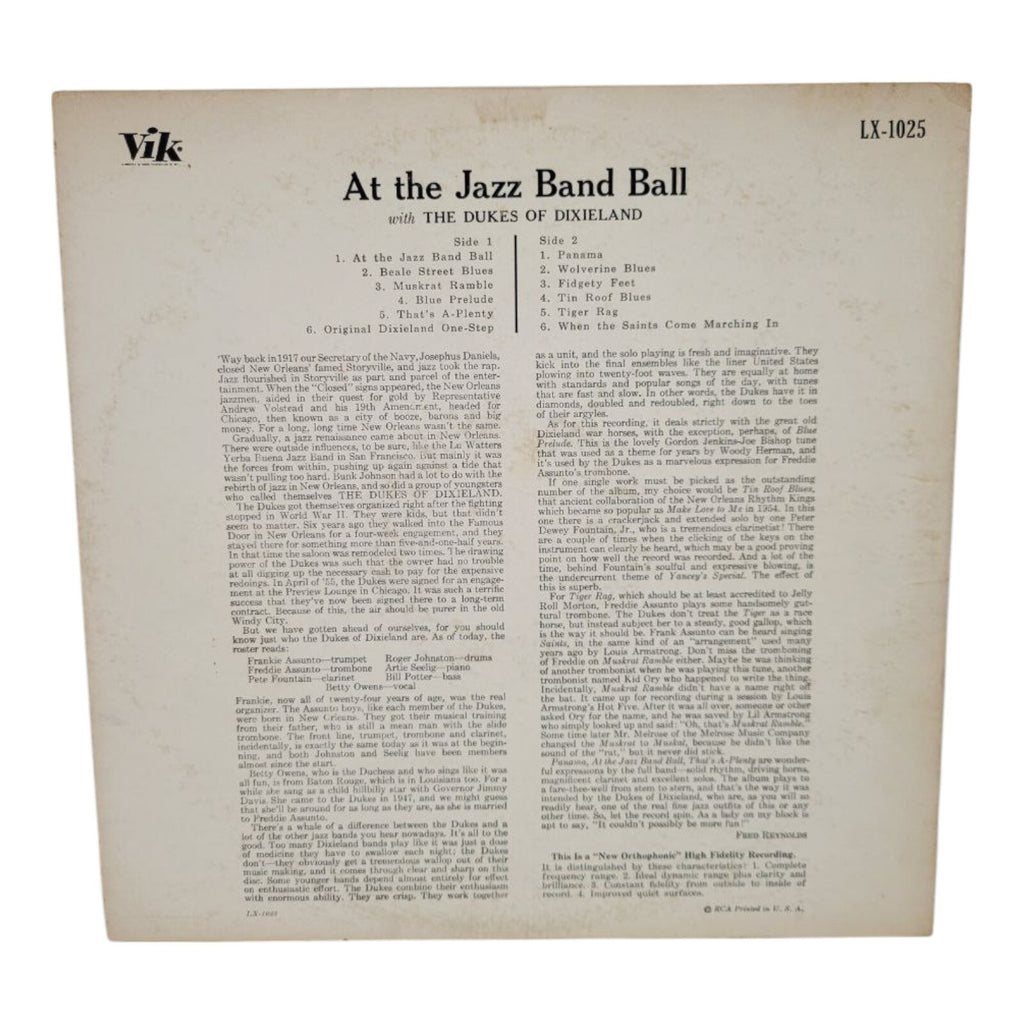 Vik
LX-1025
At the Jazz Band Ball
with THE DUKES OF DIXIELAND
Side 1
1. At the Jazz Band Ball
2. Beale Street Blues
3. Muskrat Ramble
4. Blue Prelude
5. That's A-Plenty
6. Original Dixieland One-Step
Side 2
1. Panama
2. Wolverine Blues
3. Fidgety Feet
4. Tin Roof Blues
5. Tiger Rag
6. When the Saints Come Marching In
'Way back in 1917 our Secretary of the Navy, Josephus Daniels,
closed New Orleans' famed Storyville, and jazz took the rap.
Jazz flourished in Storyville as part and parcel of the enter-
tainment. When the "Closed" signs appeared, the New Orleans
jazzmen, aided in their quest for gold by Representative
Andrew Volstead and his 19th Amendment, headed for
Chicago, then known as a city of booze, barons and big
money. For a long, long time New Orleans wasn't the same.
Gradually, a jazz renaissance came about in New Orleans.
There were outside influences, to be sure, like the Lu Watters
Yerba Buena Jazz Band in San Francisco. But mainly it was
the forces from within, pushing up again against a tide that
wasn't pulling too hard. Bunk Johnson had a lot to do with the
rebirth of jazz in New Orleans, and so did a group of youngsters
who called themselves THE DUKES OF DIXIELAND.
The Dukes got themselves organized right after the fighting
stopped in World War II. They were kids, but that didn't
seem to matter. Six years ago they walked into the Famous
Door in New Orleans for a four-week engagement, and they
stayed there for something more than five-and-one-half years.
In that time the saloon was remodeled two times. The drawing
power of the Dukes was such that the owner had no trouble
at all digging up the necessary cash to pay for the expensive
redoings. In April of '55, the Dukes were signed for an engage-
ment at the Preview Lounge in Chicago. It was such a terrific
success that they've now been signed there to a long-term
contract. Because of this, the air should be purer in the old
Windy City.
But we have gotten ahead of ourselves, for you should
know just who the Dukes of Dixieland are. As of today, the
roster reads:
Frankie Assunto—trumpet Roger Johnston—drums
Freddie Assunto—trombone Artie Seelig—piano
Pete Fountain—clarinet Bill Porter—bass
Betty Owens—vocal
Frankie, now all of twenty-four years of age, was the real
organizer. The Assunto boys, like each member of the Dukes,
were born in New Orleans. They got their musical training
from their father, who is still a mean man with the slide
trombone. The front line, trumpet, trombone and clarinet,
incidentally, is exactly the same today as it was at the begin-
ning, and both Johnston and Seelig have been members
almost since the start.
Betty Owens, who is the Duchess and who sings like it was
all fun, is from Baton Rouge, which is in Louisiana too. For a
while she sang as a child hillbilly star with Governor Jimmy
Davis. She came to the Dukes in 1947, and we might guess
that she'll be around for as long as they are, as she is married
to Freddie Assunto.
There's a whale of a difference between the Dukes and a
lot of the other jazz bands you hear nowadays. It's all to the
good. Too many Dixieland bands play like it was just a dose
of medicine they have to swallow each night; the Dukes
don't—they obviously get a tremendous wallop out of their
music making, and it comes through clear and sharp on this
disc. Some younger bands depend almost entirely for effect
on enthusiastic effort. The Dukes combine their enthusiasm
with enormous ability. They are crisp. They work together
LX-1025
as a unit, and the solo playing is fresh and imaginative. They
kick into the final ensembles like the liner United States
plowing into twenty-foot waves. They are equally at home
with standards and popular songs of the day, with tunes
that are fast and slow. In other words, the Dukes have it in
diamonds, doubled and redoubled, right down to the toes
of their argyles.
As for this recording, it deals strictly with the great old
Dixieland war horses, with the exception, perhaps, of Blue
Prelude. This is the lovely Gordon Jenkins-Joe Bishop tune
that was used as a theme for years by Woody Herman, and
it's used by the Dukes as a marvelous expression for Freddie
Assunto's trombone.
If one single work must be picked as the outstanding
number of the album, my choice would be Tin Roof Blues,
that ancient collaboration of the New Orleans Rhythm Kings
which became so popular as Make Love to Me in 1954. In this
one there is a crackerjack and extended solo by one Peter
Dewey Fountain, Jr., who is a tremendous clarinetist! There
are a couple of times when the clicking of the keys on the
instrument can clearly be heard, which may be a good proving
point on how well the record was recorded. And a lot of the
time, behind Fountain's soulful and expressive blowing, is
the undercurrent theme of Yancey's Special. The effect of
this is superb.
For Tiger Rag, which should be at least accredited to Jelly
Roll Morton, Freddie Assunto plays some handsomely gut-
tural trombone. The Dukes don't treat the Tiger as a race
horse, but instead subject her to a steady, good gallop, which
is the way it should be. Frank Assunto can be heard singing
Saints, in the same kind of an "arrangement" used many
years ago by Louis Armstrong. Don't miss the tromboning
of Freddie on Muskrat Ramble either. Maybe he was thinking
of another trombonist when he was playing this tune, another
trombonist named Kid Ory who happened to write the thing.
Incidentally, Muskrat Ramble didn't have a name right off
the bat. It came up for recording during a session by Louis
Armstrong's Hot Five. After it was all over, someone or other
asked Ory for the name, and he was saved by Lil Armstrong
who simply looked up and said: "Oh, that's Muskrat Ramble."
Some time later Mr. Melrose of the Melrose Music Company
changed the Muskrat to Muskat, because he didn't like the
sound of the "rat," but it never did stick.
Panama, At the Jazz Band Ball, That's A-Plenty are wonder-
ful expressions by the full band—solid rhythm, driving horns,
magnificent clarinet and excellent solos. The album plays to
a fare-thee-well from stem to stern, and that's the way it was
intended by the Dukes of Dixieland, who are, as you will so
readily hear, one of the real fine jazz outfits of this or any
other time. So, let the record spin. As a lady on my block is
apt to say, "It couldn't possibly be more fun!"
FRED REYNOLDS
This Is a "New Orthophonic" High Fidelity Recording.
It is distinguished by these characteristics: 1. Complete
frequency range. 2. Ideal dynamic range plus clarity and
brilliance. 3. Constant fidelity from outside to inside of
record. 4. Improved quiet surfaces.
© RCA Printed in U. S. A.